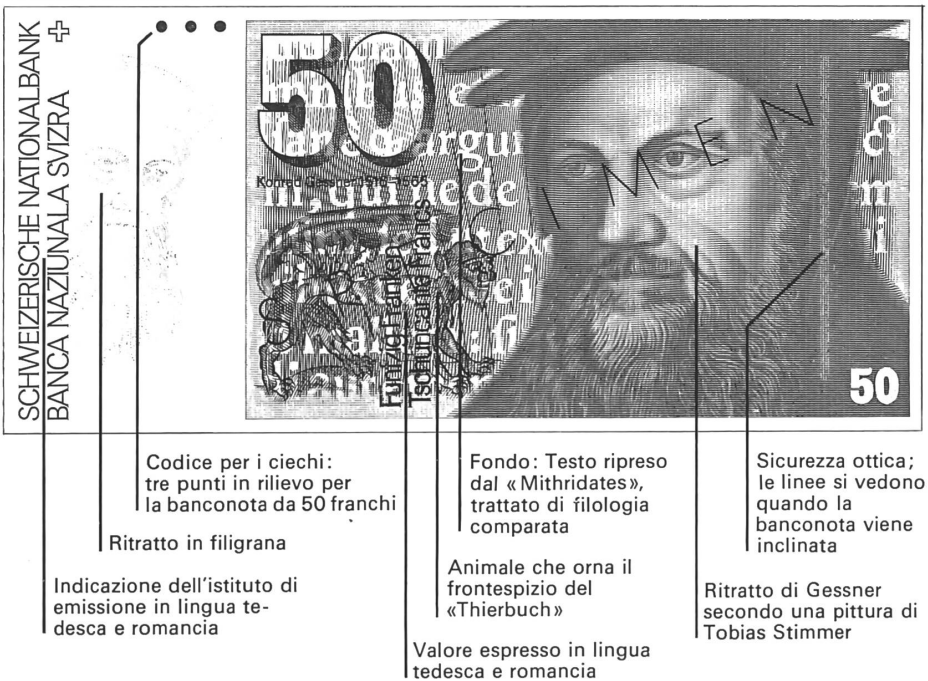 SCHWEIZERISCHE NATIONALBANK
BANCA NAZIUNALA SVIZRA
50
Konrad Gessner 1516–1565
Fünfzig Franken
Tschuncanta Francs
CIMEN
50
Codice per i ciechi:
tre punti in rilievo per
la banconota da 50 franchi
Ritratto in filigrana
Indicazione dell'istituto di
emissione in lingua te-
desca e romancia
Fondo: Testo ripreso
dal «Mithridates»,
trattato di filologia
comparata
Animale che orna il
frontespizio del
«Thierbuch»
Valore espresso in lingua
tedesca e romancia
Sicurezza ottica;
le linee si vedono
quando la
banconota viene
inclinata
Ritratto di Gessner
secondo una pittura di
Tobias Stimmer